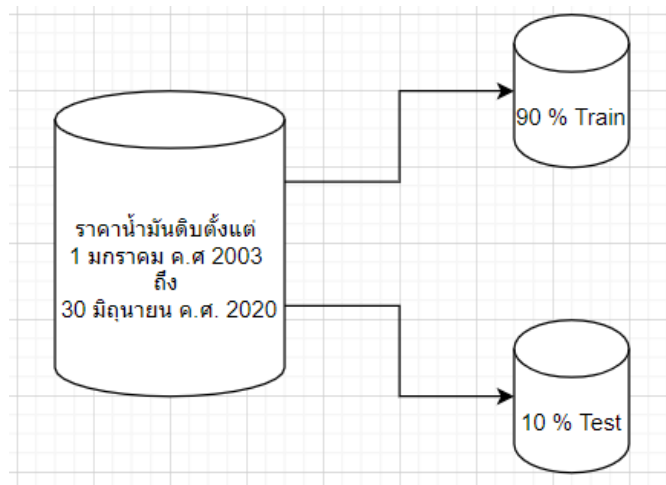 ราคาน้ำมันดิบตั้งแต่
1 มกราคม ค.ศ 2003
ถึง
30 มิถุนายน ค.ศ. 2020
90 % Train
10 % Test